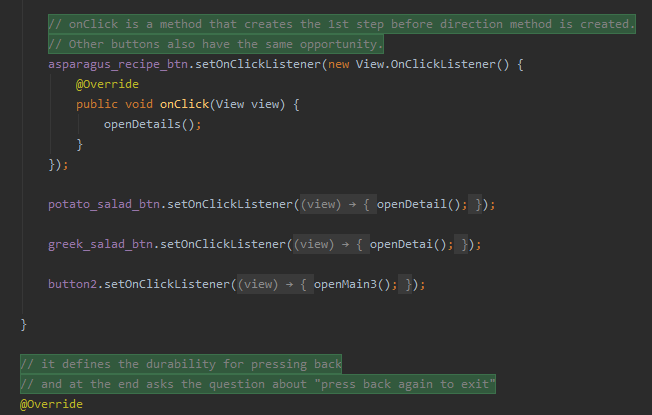 // onClick is a method that creates the 1st step before direction method is created.
// Other buttons also have the same opportunity.
asparagus_recipe_btn.setOnClickListener(new View.OnClickListener() {
@Override
public void onClick(View view) {
openDetails();
}
});
potato_salad_btn.setOnClickListener((view) → { openDetail(); });
greek_salad_btn.setOnClickListener((view) → { openDetai(); });
button2.setOnClickListener((view) → { openMain3(); });
}
// it defines the durability for pressing back
// and at the end asks the question about "press back again to exit"
@Override